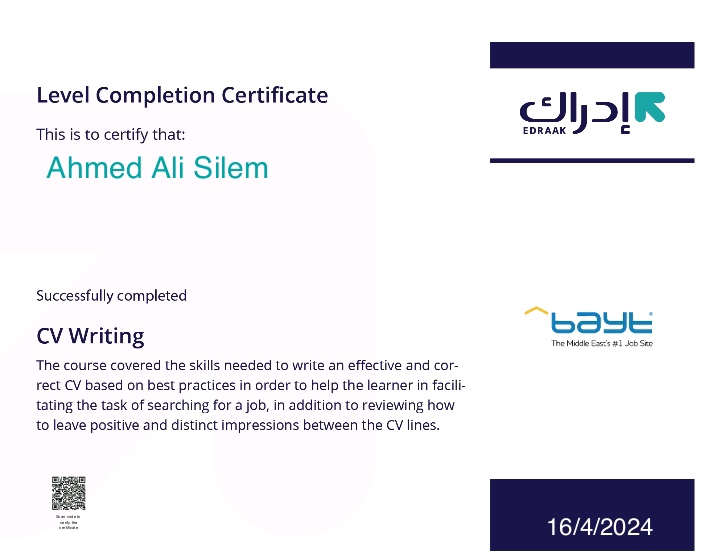 Level Completion Certificate
This is to certify that:
Ahmed Ali Silem
Successfully completed
CV Writing
The course covered the skills needed to write an effective and cor-
rect CV based on best practices in order to help the learner in facili-
tating the task of searching for a job, in addition to reviewing how
to leave positive and distinct impressions between the CV lines.
Scan code to
verify the
certificate
إدراك
EDRAAK
bayt
The Middle East's #1 Job Site
16/4/2024